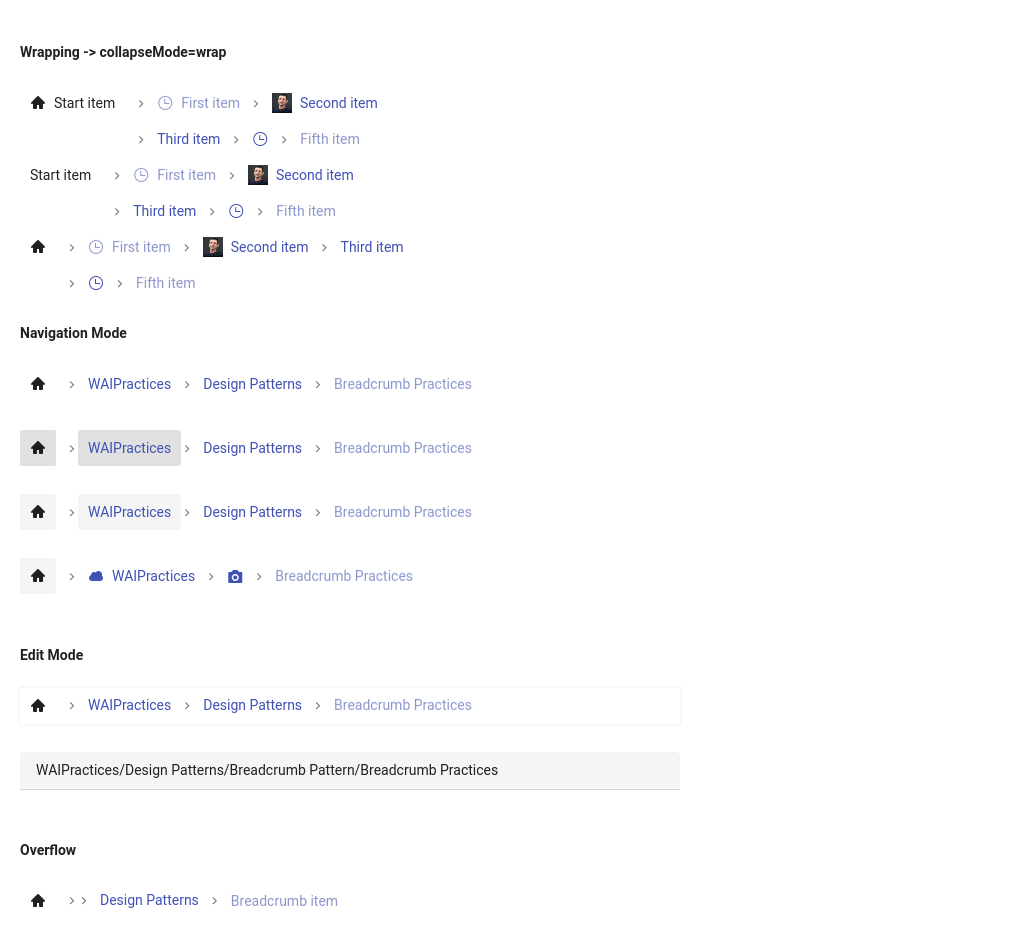 Wrapping -> collapseMode=wrap
Start item > First item > Second item
> Third item > > Fifth item
Start item > First item > Second item
> Third item > > Fifth item
> First item > Second item > Third item
> > Fifth item
Navigation Mode
> WAIPractices > Design Patterns > Breadcrumb Practices
> WAIPractices > Design Patterns > Breadcrumb Practices
> WAIPractices > Design Patterns > Breadcrumb Practices
> WAIPractices > > Breadcrumb Practices
Edit Mode
> WAIPractices > Design Patterns > Breadcrumb Practices
WAIPractices/Design Patterns/Breadcrumb Pattern/Breadcrumb Practices
Overflow
> > Design Patterns > Breadcrumb item